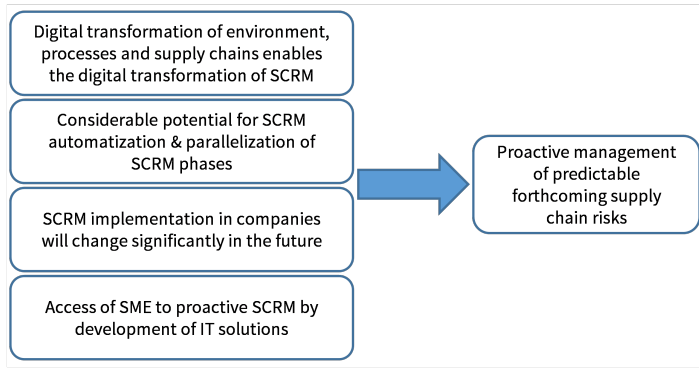 Digital transformation of environment,
processes and supply chains enables
the digital transformation of SCRM
Considerable potential for SCRM
automatization & parallelization of
SCRM phases
SCRM implementation in companies
will change significantly in the future
Access of SME to proactive SCRM by
development of IT solutions
Proactive management
of predictable
forthcoming supply
chain risks